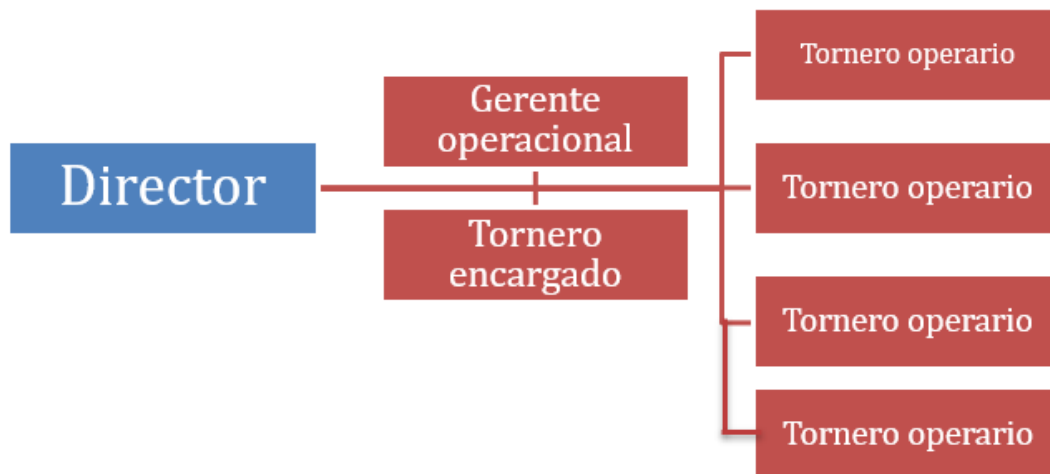 Director
Gerente
operacional
Tornero
encargado
Tornero operario
Tornero operario
Tornero operario
Tornero operario